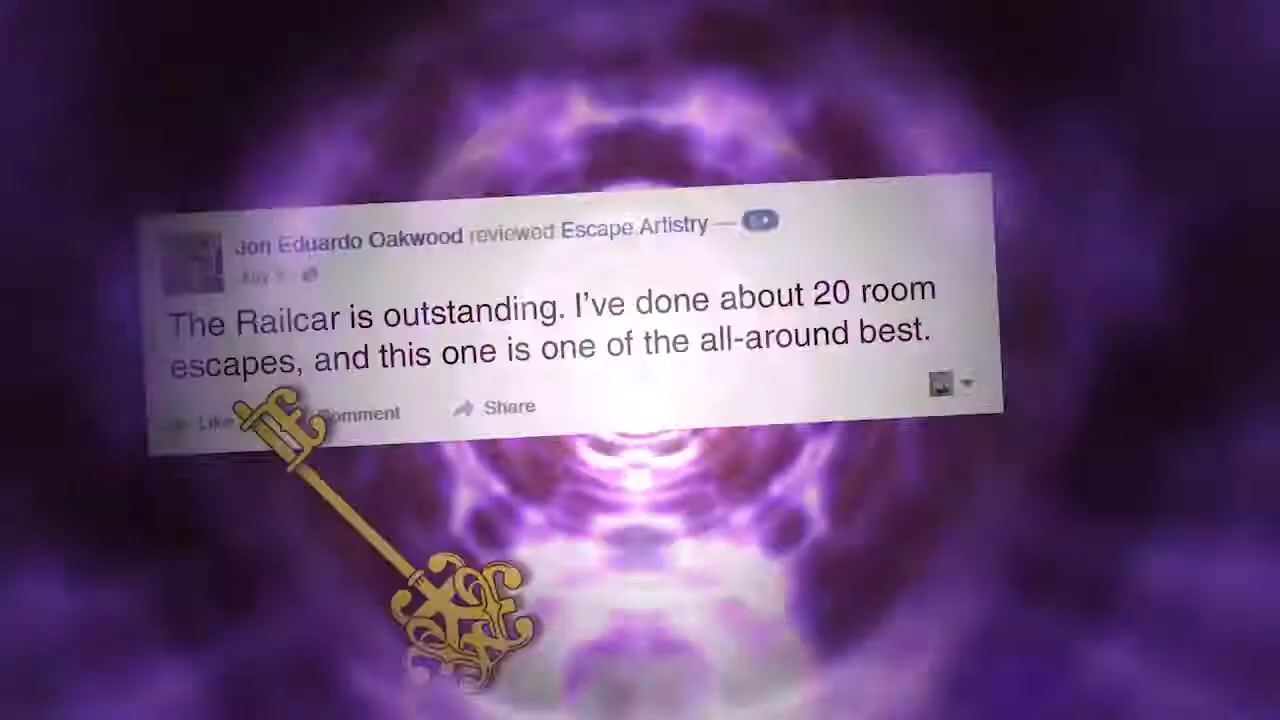 Jon Eduardo Oakwood reviewed Escape Artistry —
The Railcar is outstanding. I've done about 20 room
escapes, and this one is one of the all-around best.
Like Comment Share